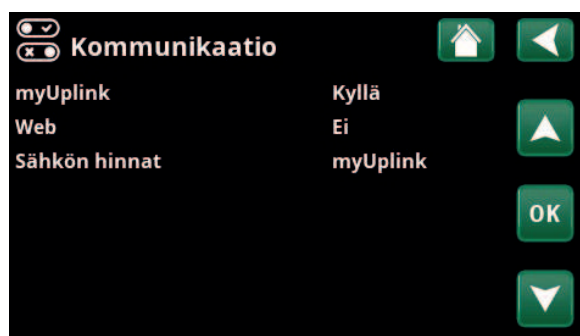 Kommunikaatio
myUplink Kyllä
Web Ei
Sähkön hinnat myUplink
OK